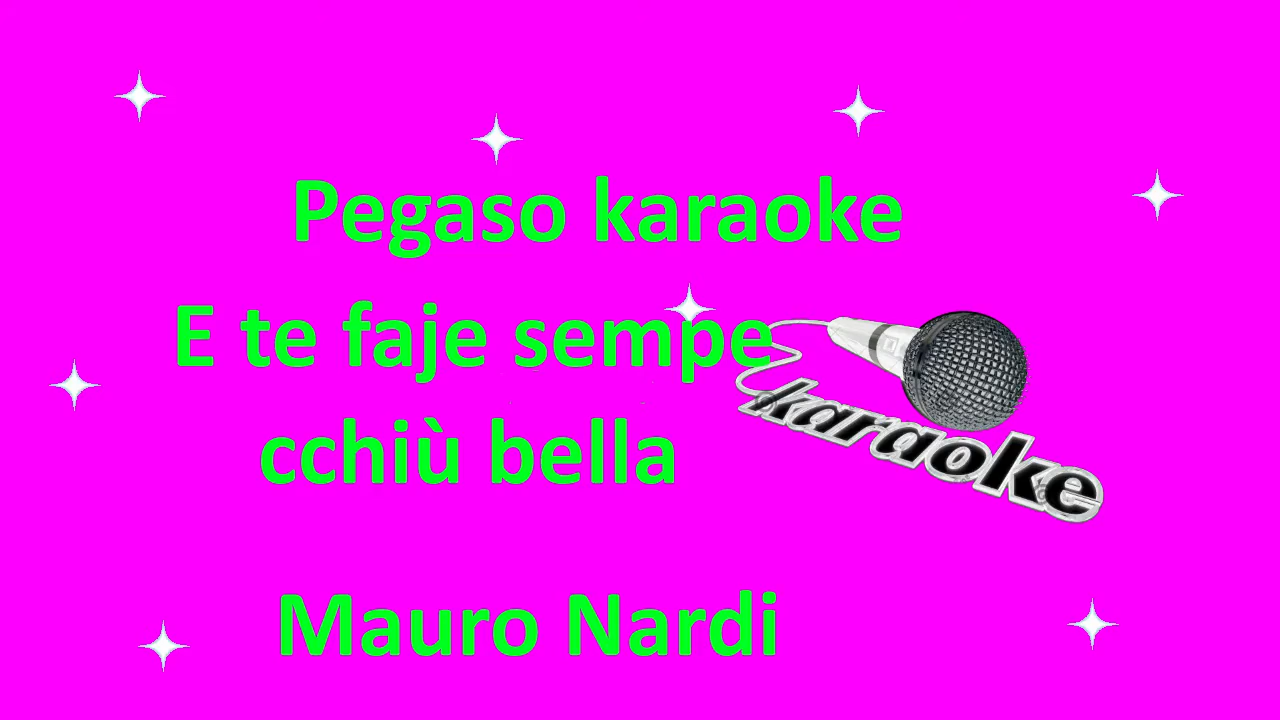 Pegaso karaoke
E te faje sempe
cchiù bella
karaoke
Mauro Nardi